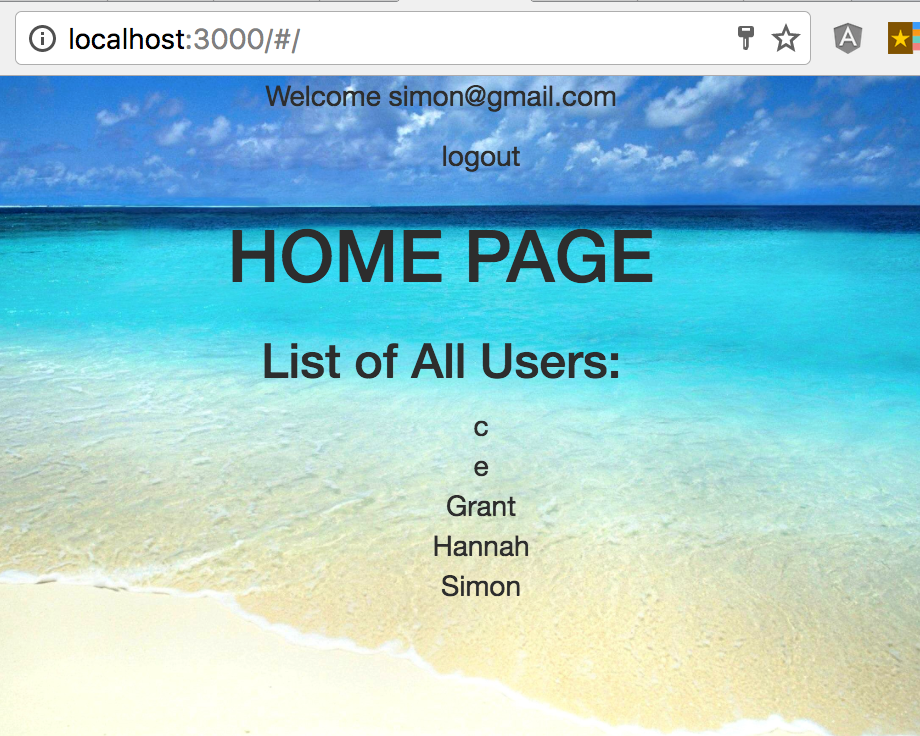 localhost:3000/#/
Welcome simon@gmail.com
logout
HOME PAGE
List of All Users:
c
e
Grant
Hannah
Simon